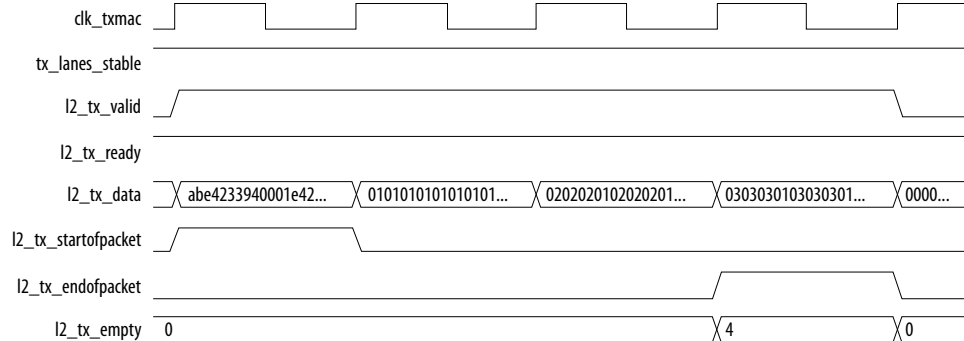 clk_txmac
tx_lanes_stable
l2_tx_valid
l2_tx_ready
l2_tx_data abe4233940001e42... 0101010101010101... 0202020102020201... 0303030103030301... 0000...
l2_tx_startofpacket
l2_tx_endofpacket
l2_tx_empty 0 4 0